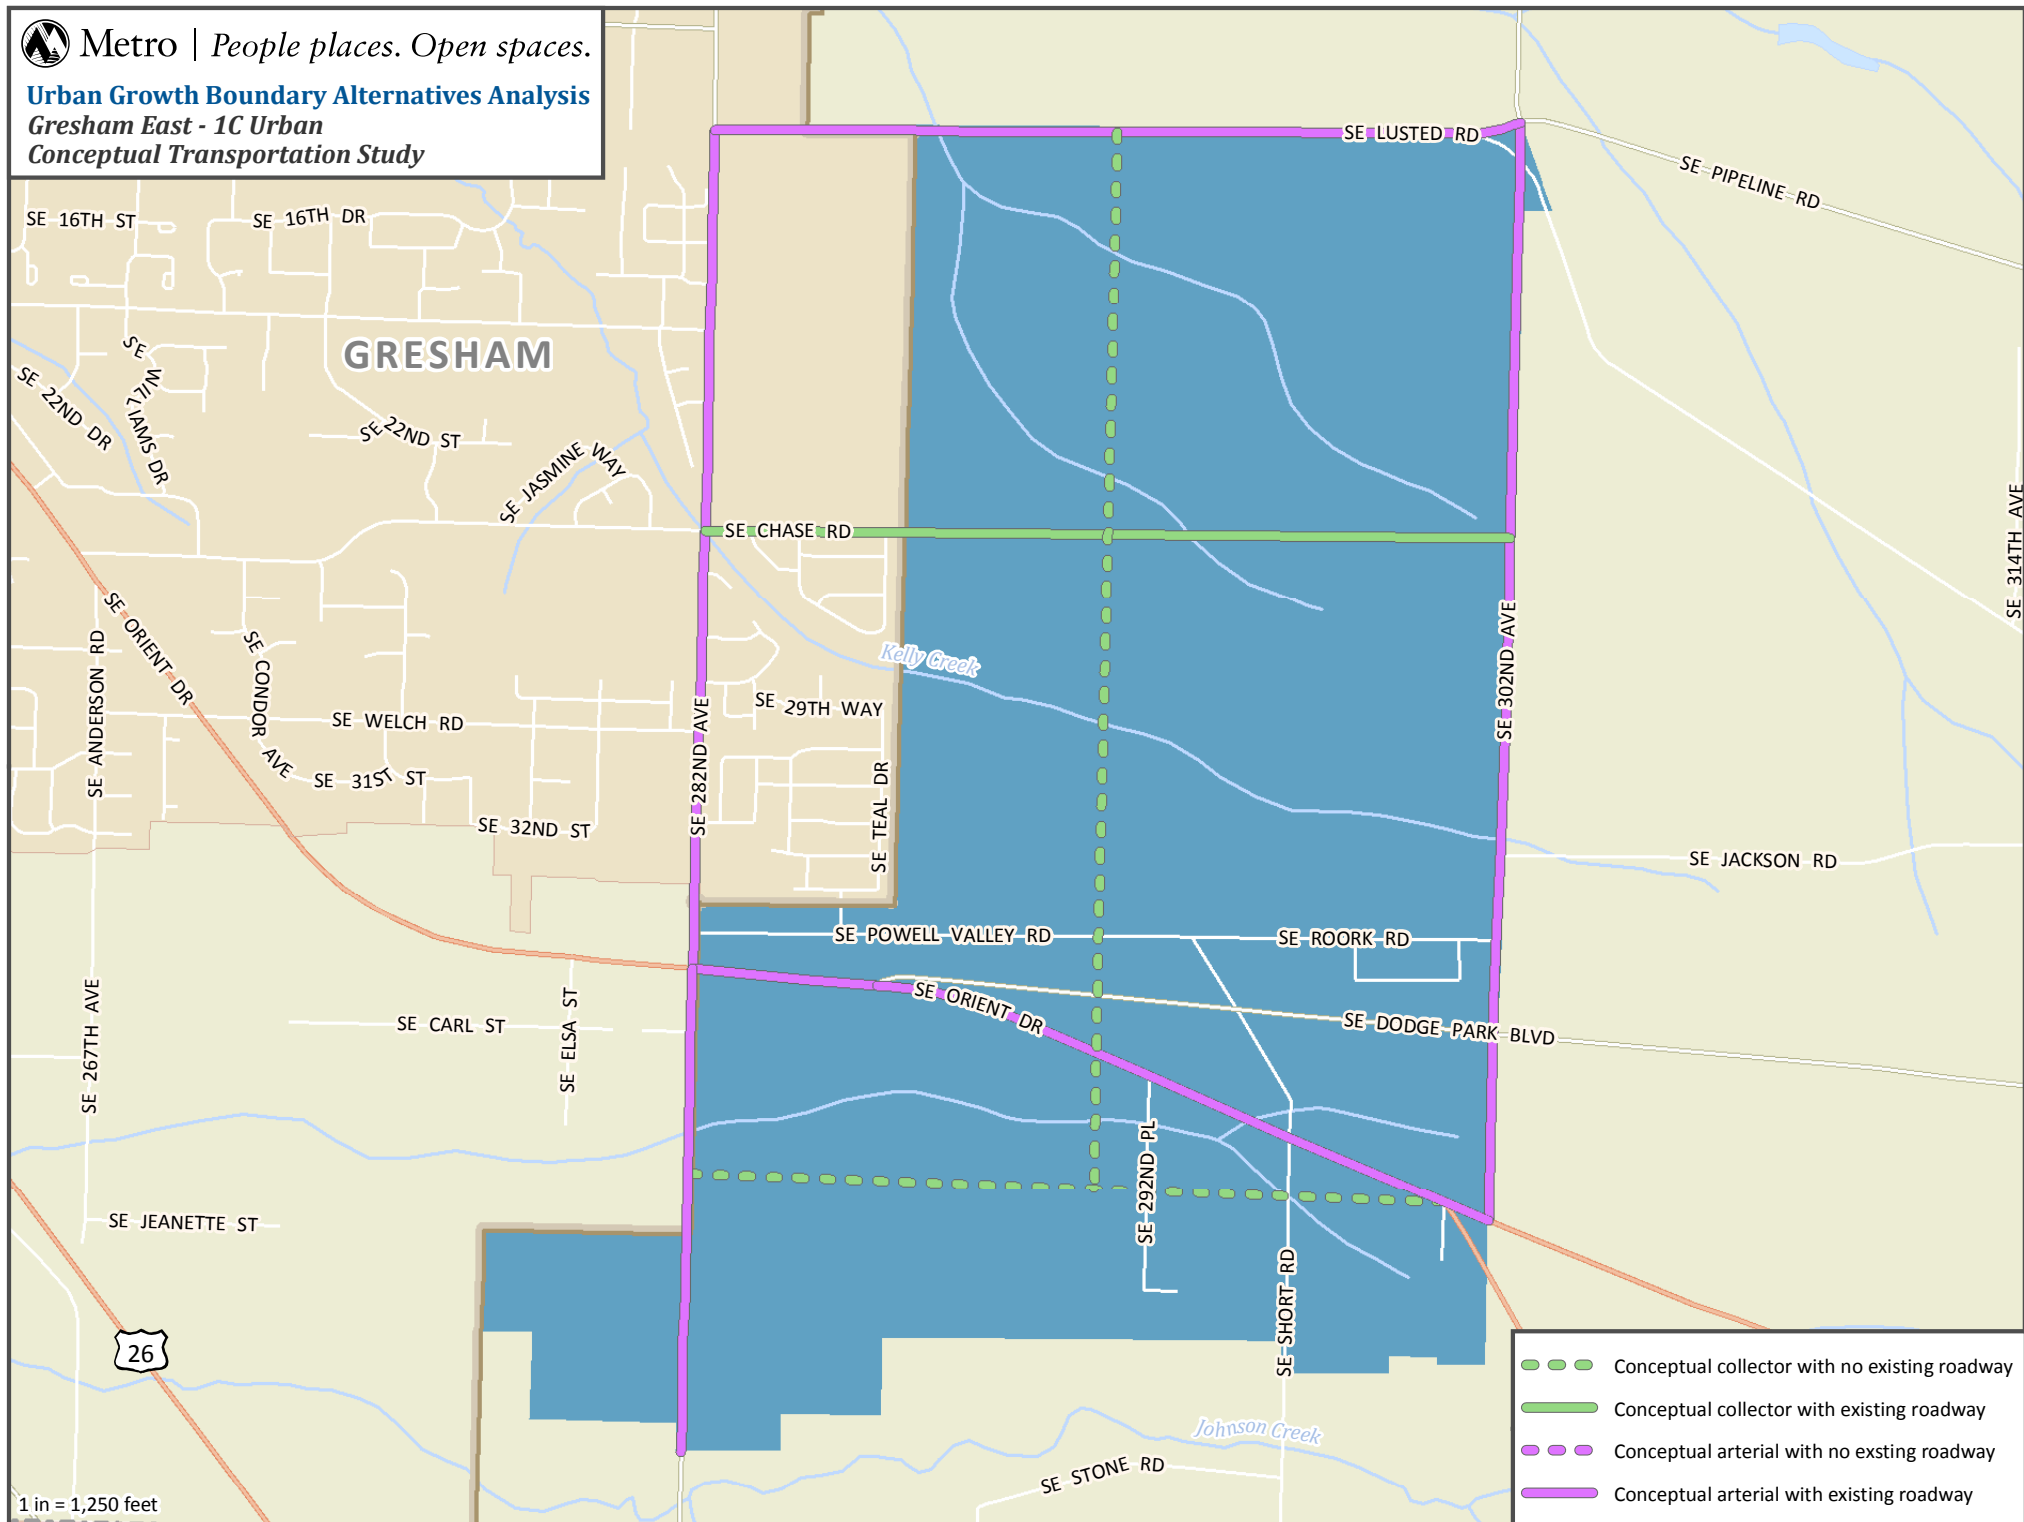 Metro | People places. Open spaces.
Urban Growth Boundary Alternatives Analysis
Gresham East - 1C Urban
Conceptual Transportation Study
SE LUSTED RD
SE PIPELINE RD
SE 16TH ST
SE 16TH DR
GRESHAM
SE WILLIAMS DR
SE 22ND DR
SE 22ND ST
SE JASMINE WAY
SE CHASE RD
SE 314TH AVE
SE ORIENT DR
SE ANDERSON RD
SE CONDOR AVE
SE 302ND AVE
Kelly Creek
SE 29TH WAY
SE WELCH RD
SE 282ND AVE
SE 31ST ST
SE TEAL DR
SE 32ND ST
SE JACKSON RD
SE POWELL VALLEY RD
SE ROORK RD
SE ORIENT DR
SE DODGE PARK BLVD
SE 267TH AVE
SE CARL ST
SE ELSA ST
SE 292ND PL
SE JEANETTE ST
SE SHORT RD
26
Johnson Creek
SE STONE RD
1 in = 1,250 feet
Conceptual collector with no existing roadway
Conceptual collector with existing roadway
Conceptual arterial with no exsting roadway
Conceptual arterial with existing roadway